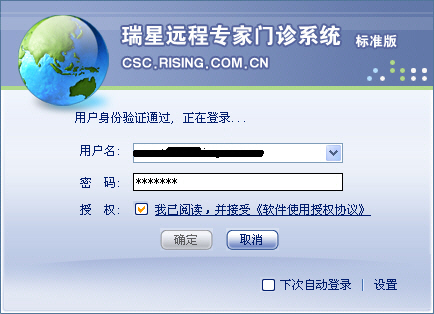 瑞星远程专家门诊系统 标准版
CSC.RISING.COM.CN
用户身份验证通过，正在登录...
用户名：
密 码： *******
授 权： 我已阅读，并接受《软件使用授权协议》
确定 取消
下次自动登录 | 设置